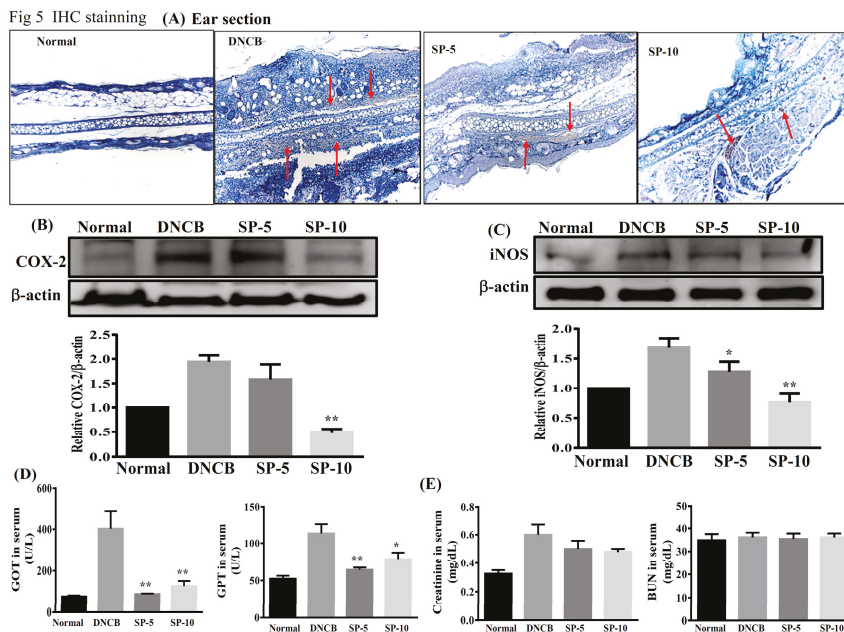 Fig 5 IHC stainning (A) Ear section
Normal DNCB SP-5 SP-10
(B)
Normal DNCB SP-5 SP-10
COX-2
β-actin
Relative COX-2/β-actin
2.5
2.0
1.5
1.0
0.5
0.0
**
Normal DNCB SP-5 SP-10
(C)
Normal DNCB SP-5 SP-10
iNOS
β-actin
Relative iNOS/β-actin
2.0
1.5
1.0
0.5
0.0
* **
Normal DNCB SP-5 SP-10
(D)
GOT in serum
(U/L)
600
400
200
0
** **
Normal DNCB SP-5 SP-10
GPT in serum
(U/L)
150
100
50
0
** *
Normal DNCB SP-5 SP-10
(E)
Creatinine in serum
(mg/dL)
0.8
0.6
0.4
0.2
0.0
Normal DNCB SP-5 SP-10
BUN in serum
(mg/dL)
50
40
30
20
10
0
Normal DNCB SP-5 SP-10